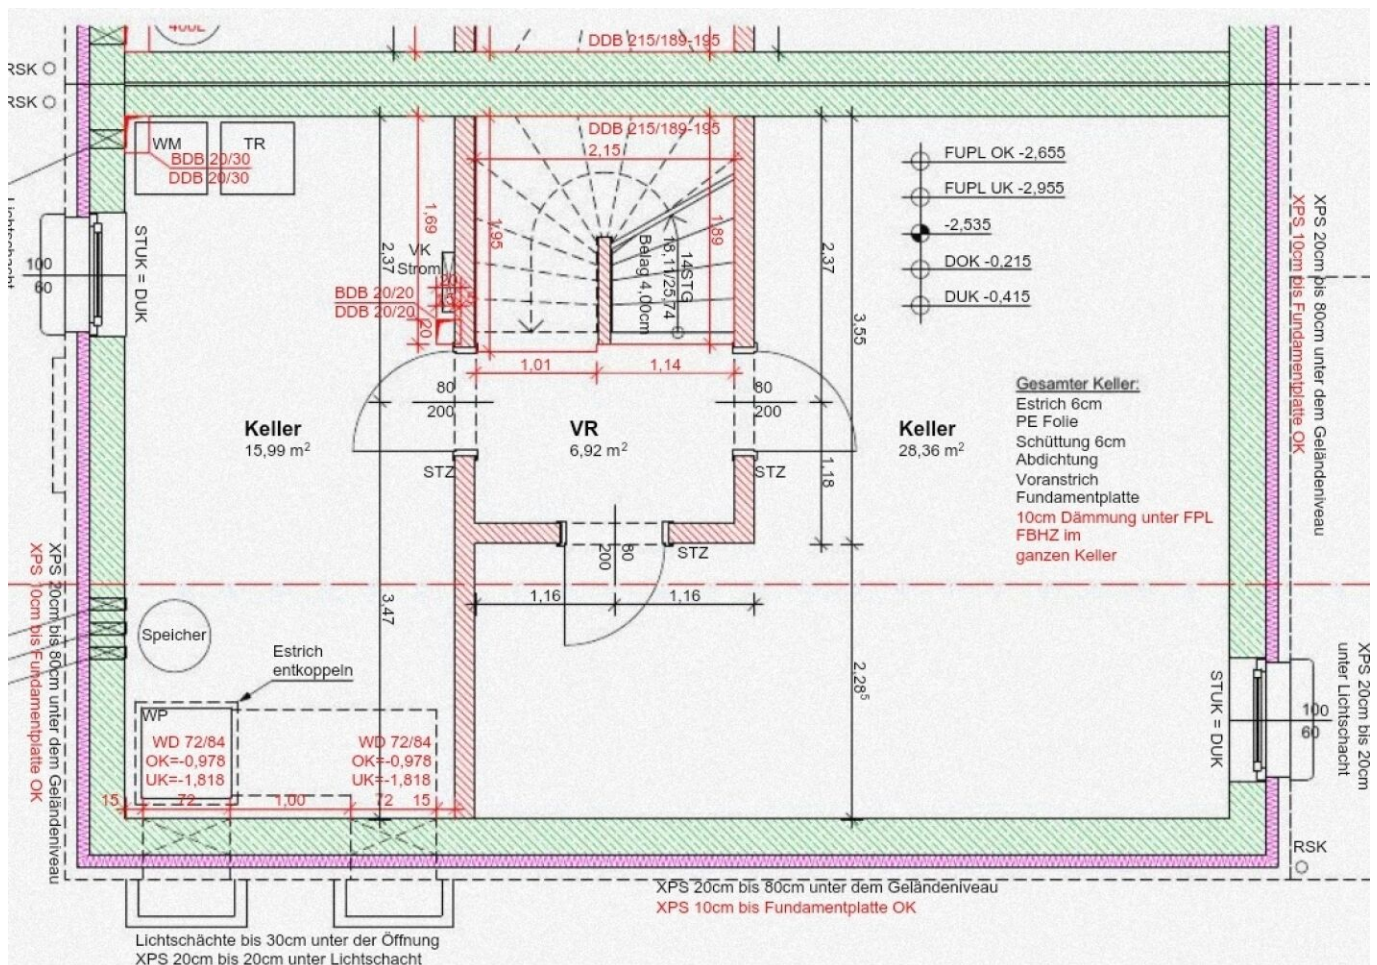 400L
DDB 215/189-195
RSK
RSK
DDB 215/189-195
2,15
WM
TR
BDB 20/30
DDB 20/30
FUPL OK -2,655
FUPL UK -2,955
-2,535
DOK -0,215
DUK -0,415
Lichtschacht
100
60
STUK = DUK
2,37
1,69
VK
Strom
BDB 20/20
DDB 20/20
20
1,95
1,89
14STG
18,11/25,74
Belag 4,00cm
2,37
3,55
XPS 20cm bis 80cm unter dem Geländeniveau
XPS 10cm bis Fundamentplatte OK
1,01
1,14
80
200
80
200
Keller
15,99 m²
VR
6,92 m²
Keller
28,36 m²
STZ
STZ
1,18
Gesamter Keller:
Estrich 6cm
PE Folie
Schüttung 6cm
Abdichtung
Voranstrich
Fundamentplatte
10cm Dämmung unter FPL
FBHZ im
ganzen Keller
80
200
STZ
1,16
1,16
3,47
2,28⁵
XPS 20cm bis 80cm unter dem Geländeniveau
XPS 10cm bis Fundamentplatte OK
Speicher
Estrich
entkoppeln
WP
WD 72/84
OK=-0,978
UK=-1,818
WD 72/84
OK=-0,978
UK=-1,818
15
72
1,00
72
15
STUK = DUK
100
60
XPS 20cm bis 20cm
unter Lichtschacht
RSK
XPS 20cm bis 80cm unter dem Geländeniveau
XPS 10cm bis Fundamentplatte OK
Lichtschächte bis 30cm unter der Öffnung
XPS 20cm bis 20cm unter Lichtschacht